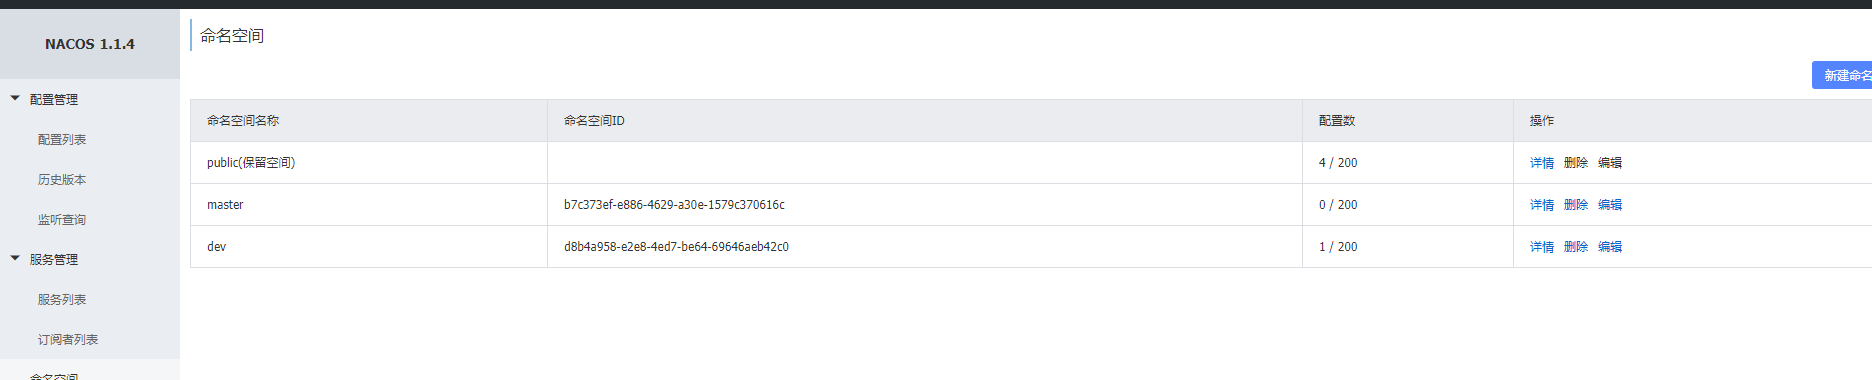 NACOS 1.1.4
配置管理
配置列表
历史版本
监听查询
服务管理
服务列表
订阅者列表
命名空间
命名空间
新建命名
命名空间名称 命名空间ID 配置数 操作
public(保留空间) 4 / 200 详情 删除 编辑
master b7c373ef-e886-4629-a30e-1579c370616c 0 / 200 详情 删除 编辑
dev d8b4a958-e2e8-4ed7-be64-69646aeb42c0 1 / 200 详情 删除 编辑